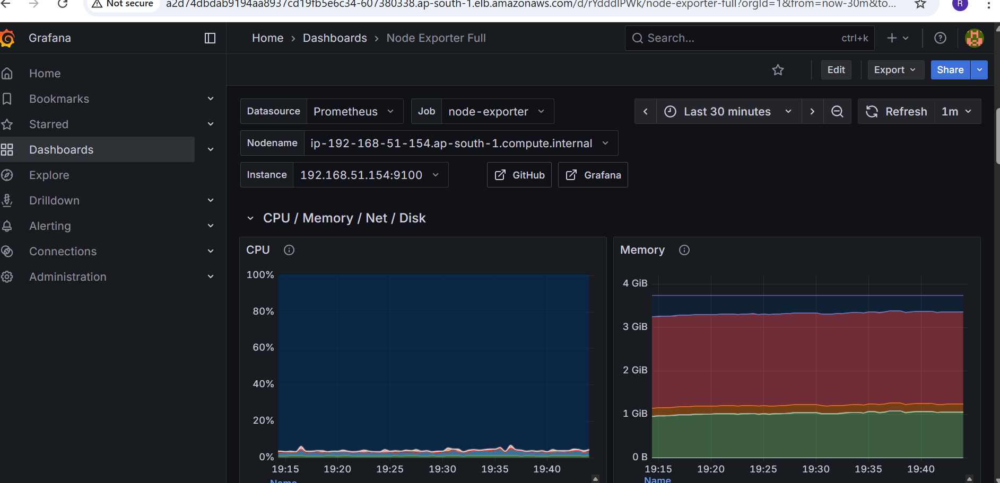 Not secure a2d74dbdab9194aa8937cd19fb5e6c34-607380338.ap-south-1.elb.amazonaws.com/d/rYdddlPWk/node-exporter-full?orgId=1&from=now-30m&to... R
Grafana
Home › Dashboards › Node Exporter Full
Search... ctrl+k
Edit Export Share
Home
Bookmarks
Starred
Dashboards
Explore
Drilldown
Alerting
Connections
Administration
Datasource Prometheus Job node-exporter
Last 30 minutes Refresh 1m
Nodename ip-192-168-51-154.ap-south-1.compute.internal
Instance 192.168.51.154:9100 GitHub Grafana
CPU / Memory / Net / Disk
CPU
100%
80%
60%
40%
20%
0%
19:15 19:20 19:25 19:30 19:35 19:40
Name
Memory
4 GiB
3 GiB
2 GiB
1 GiB
0 B
19:15 19:20 19:25 19:30 19:35 19:40
Name